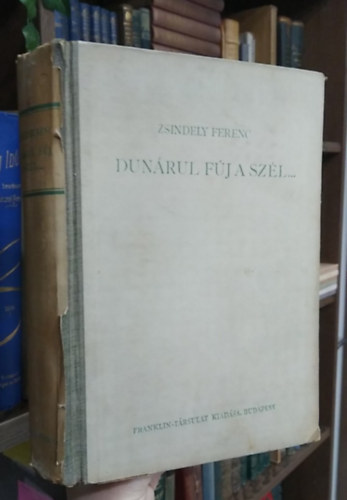 ZSINDELY FERENC
DUNÁRUL FÚJ A SZÉL...
FRANKLIN-TÁRSULAT KIADÁSA, BUDAPEST